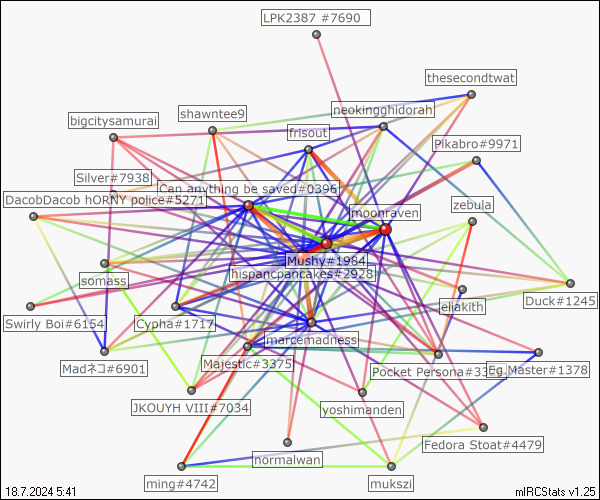 LPK2387 #7690
thesecondtwat
neokingghidorah
shawntee9
bigcitysamurai
frisout
Pikabro#9971
Silver#7938
Can anything be saved#0396
DacobDacob hORNY police#5271
moonraven
zebula
Mushy#1984
hispancpancakes#2928
somass
Duck#1245
eliakith
Swirly Boi#6154
Cypha#1717
marcemadness
Madネコ#6901
Majestic#3375
Pocket Persona#33
Eg.Master#1378
JKOUYH VIII#7034
yoshimanden
Fedora Stoat#4479
normalwan
ming#4742
mukszi
18.7.2024 5:41
mIRCStats v1.25